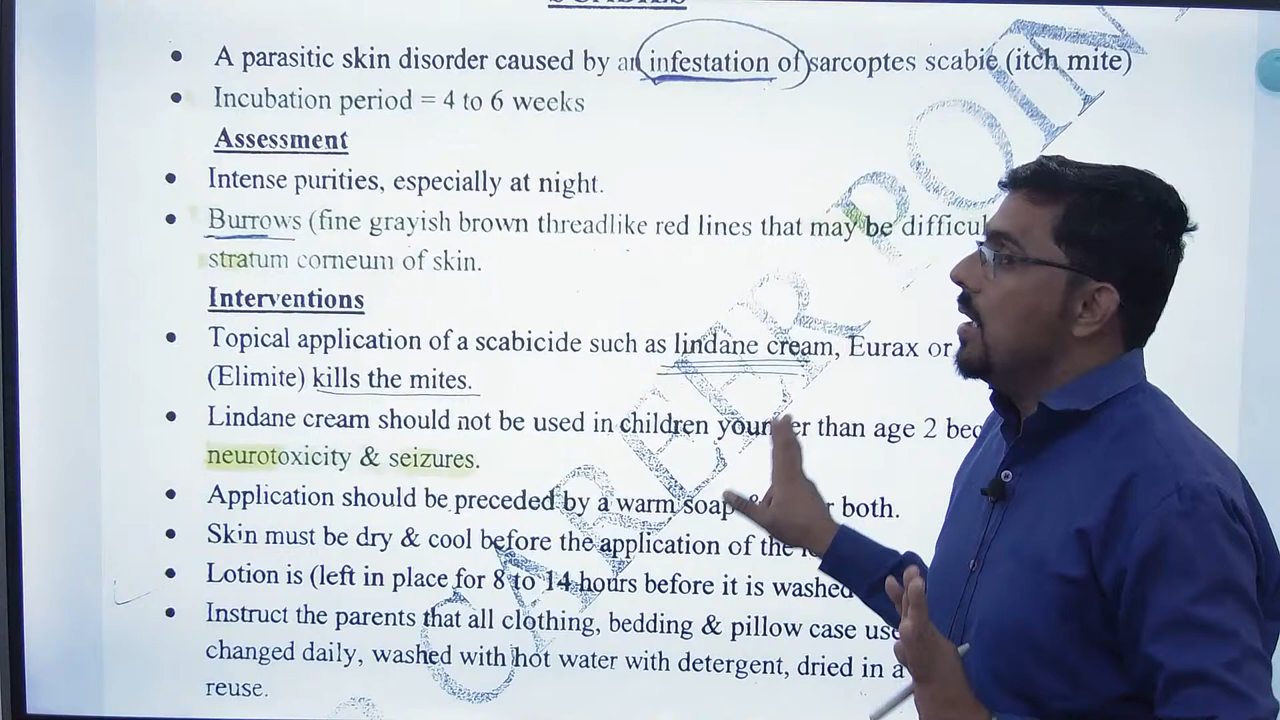 SCABIES
A parasitic skin disorder caused by an infestation of sarcoptes scabie (itch mite)
Incubation period = 4 to 6 weeks
Assessment
Intense purities, especially at night.
Burrows (fine grayish brown threadlike red lines that may be difficul
stratum corneum of skin.
Interventions
Topical application of a scabicide such as lindane cream, Eurax or
(Elimite) kills the mites.
Lindane cream should not be used in children younger than age 2 bec
neurotoxicity & seizures.
Application should be preceded by a warm soap & both.
Skin must be dry & cool before the application of the
Lotion is (left in place for 8 to 14 hours before it is washed
Instruct the parents that all clothing, bedding & pillow case use
changed daily, washed with hot water with detergent, dried in a
reuse.
CAREER POIN